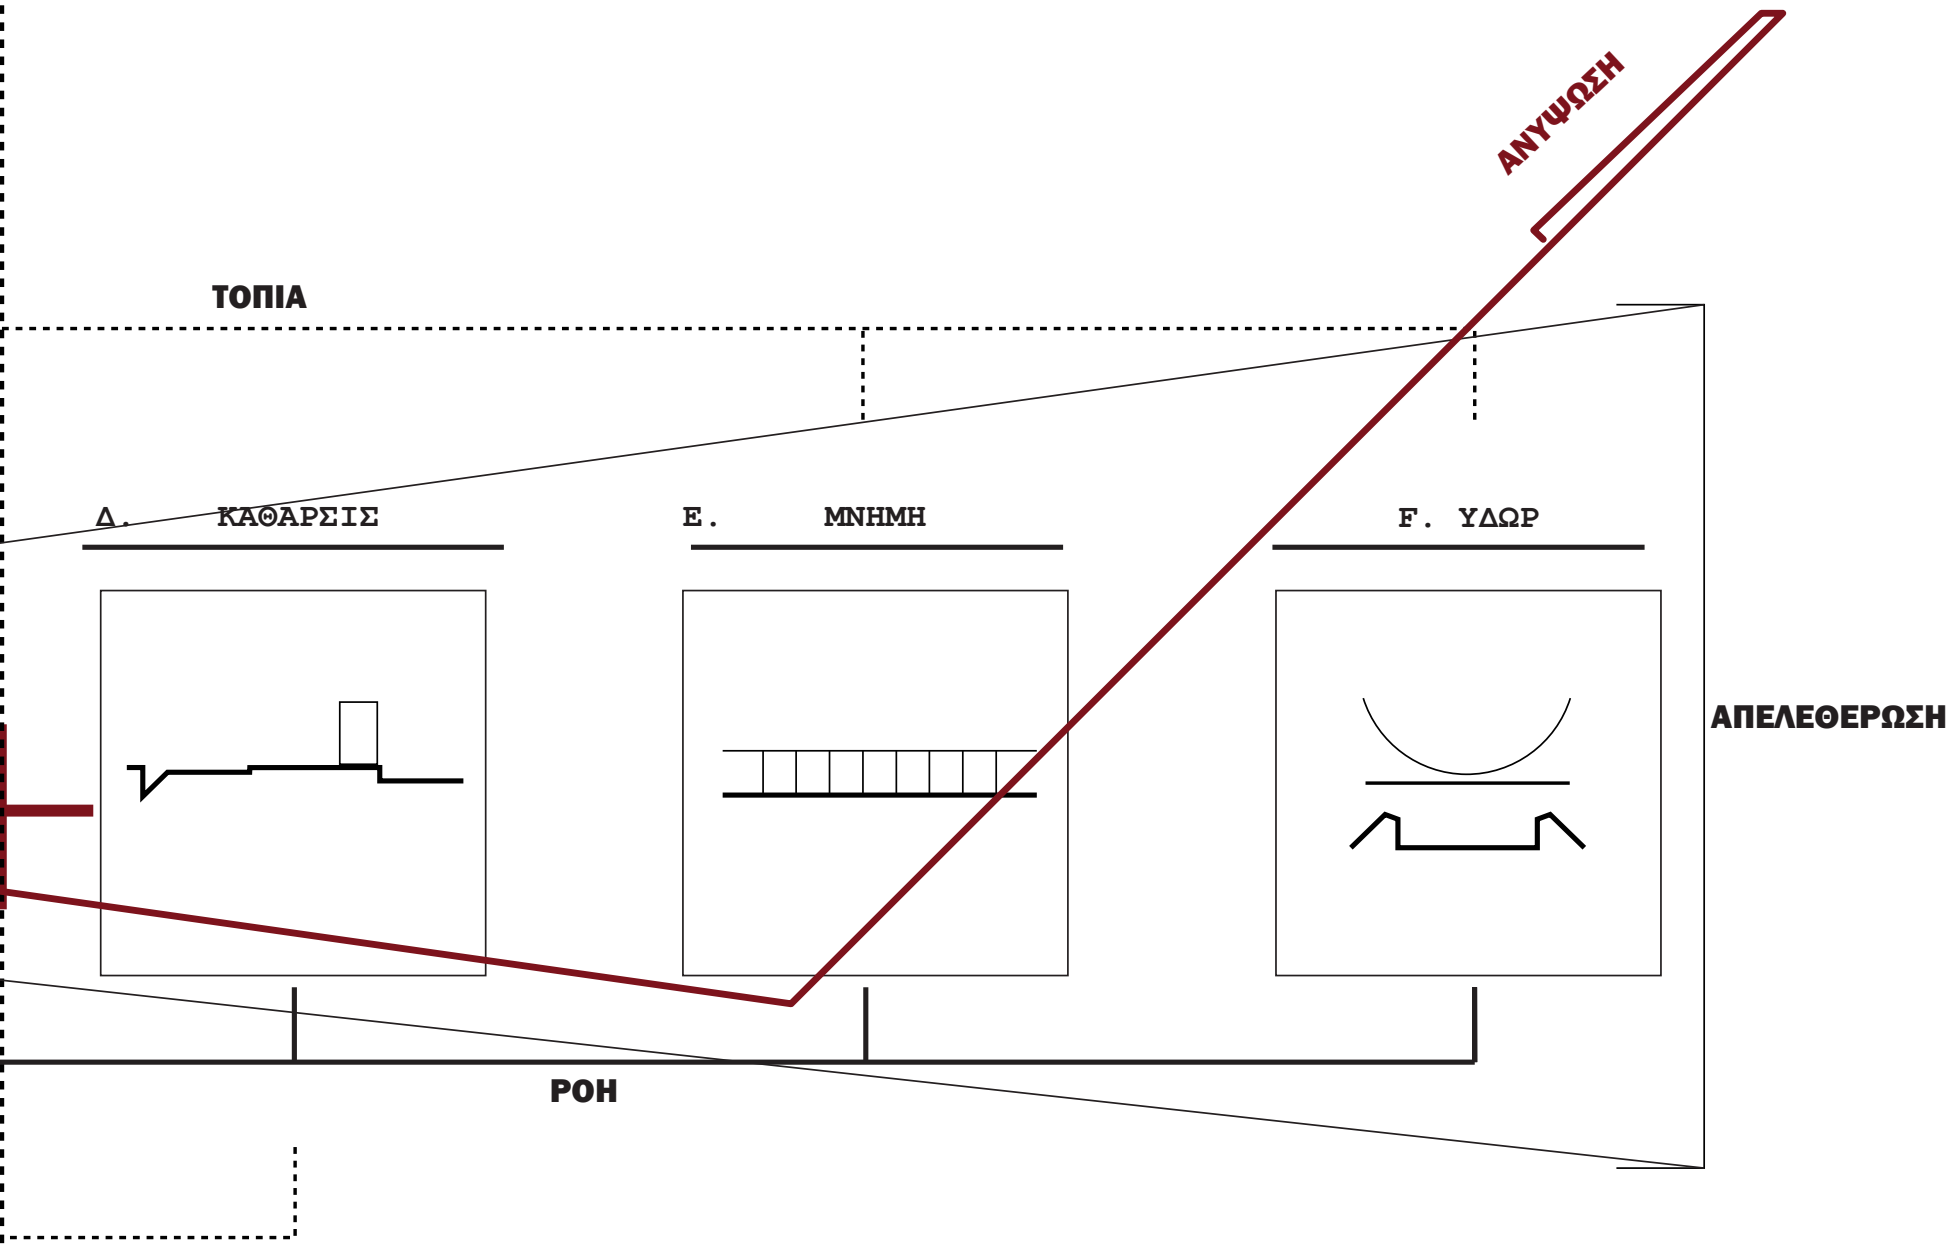 ΑΝΥΨΩΣΗ
ΤΟΠΙΑ
Δ. ΚΑΘΑΡΣΙΣ
Ε. ΜΝΗΜΗ
F. ΥΔΩΡ
ΑΠΕΛΕΘΕΡΩΣΗ
ΡΟΗ